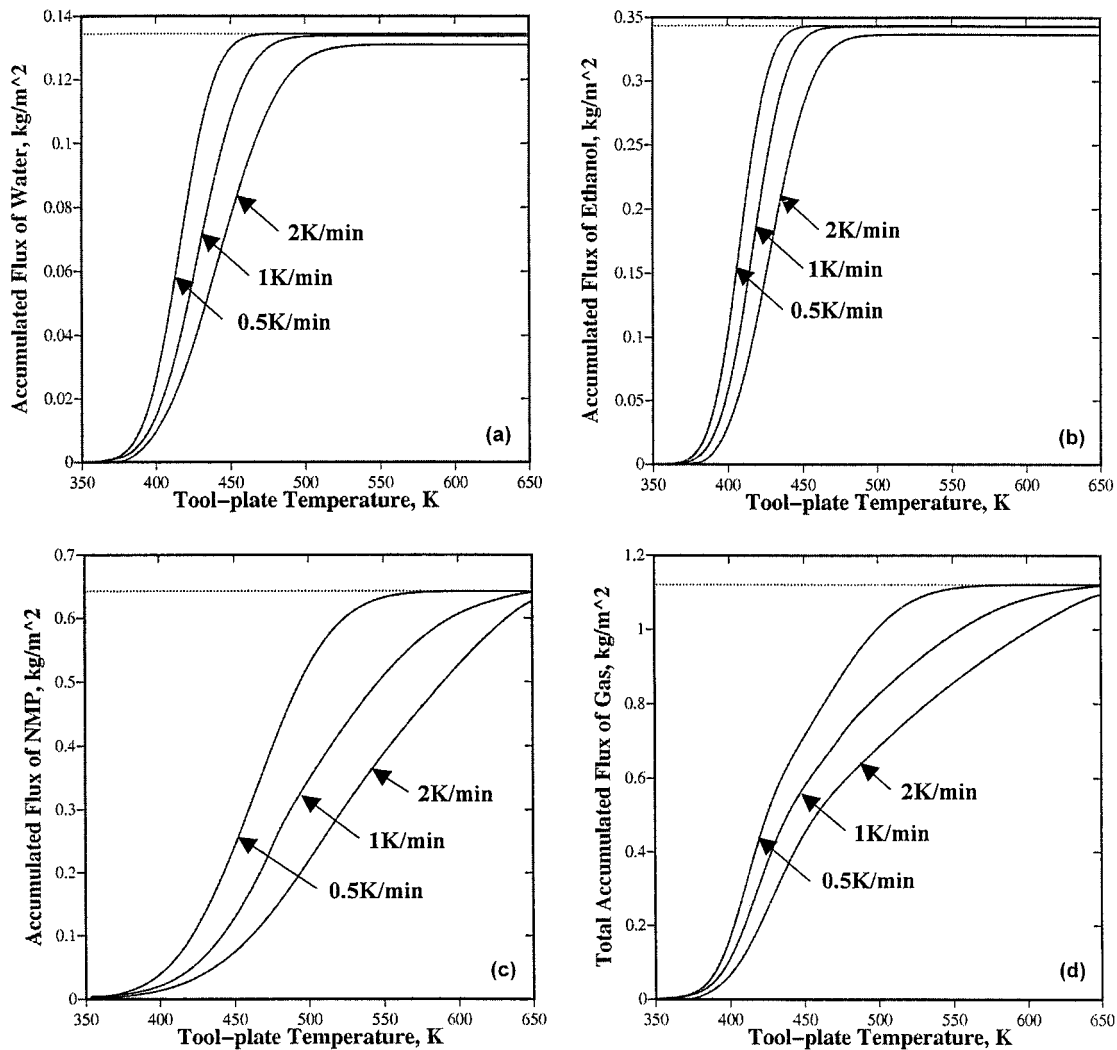 Accumulated Flux of Water, kg/m^2
0.14
0.12
0.1
0.08
0.06
0.04
0.02
0
2K/min
1K/min
0.5K/min
(a)
350
400
450
500
550
600
650
Tool-plate Temperature, K
Accumulated Flux of Ethanol, kg/m^2
0.35
0.3
0.25
0.2
0.15
0.1
0.05
0
2K/min
1K/min
0.5K/min
(b)
350
400
450
500
550
600
650
Tool-plate Temperature, K
Accumulated Flux of NMP, kg/m^2
0.7
0.6
0.5
0.4
0.3
0.2
0.1
0
2K/min
1K/min
0.5K/min
(c)
350
400
450
500
550
600
650
Tool-plate Temperature, K
Total Accumulated Flux of Gas, kg/m^2
1.2
1
0.8
0.6
0.4
0.2
0
2K/min
1K/min
0.5K/min
(d)
350
400
450
500
550
600
650
Tool-plate Temperature, K